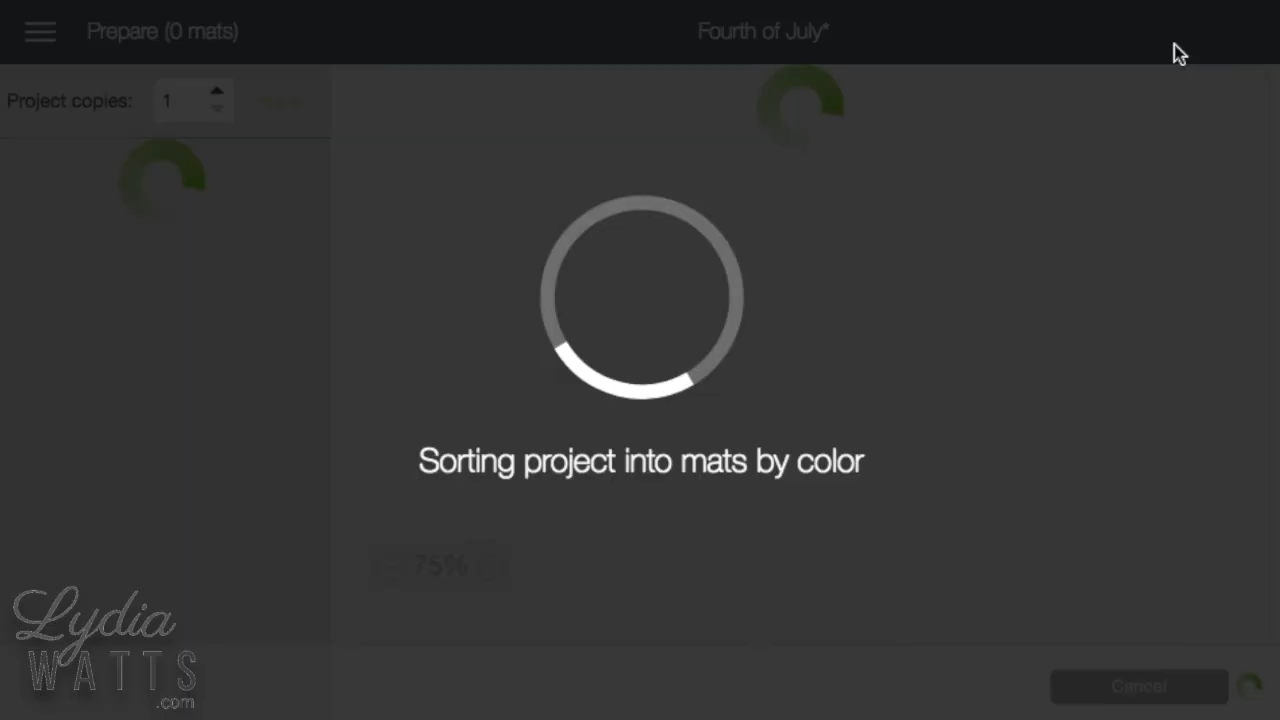 Prepare (0 mats)
Fourth of July*
Project copies: 1
Sorting project into mats by color
75%
Lydia
WATTS
.com
Cancel